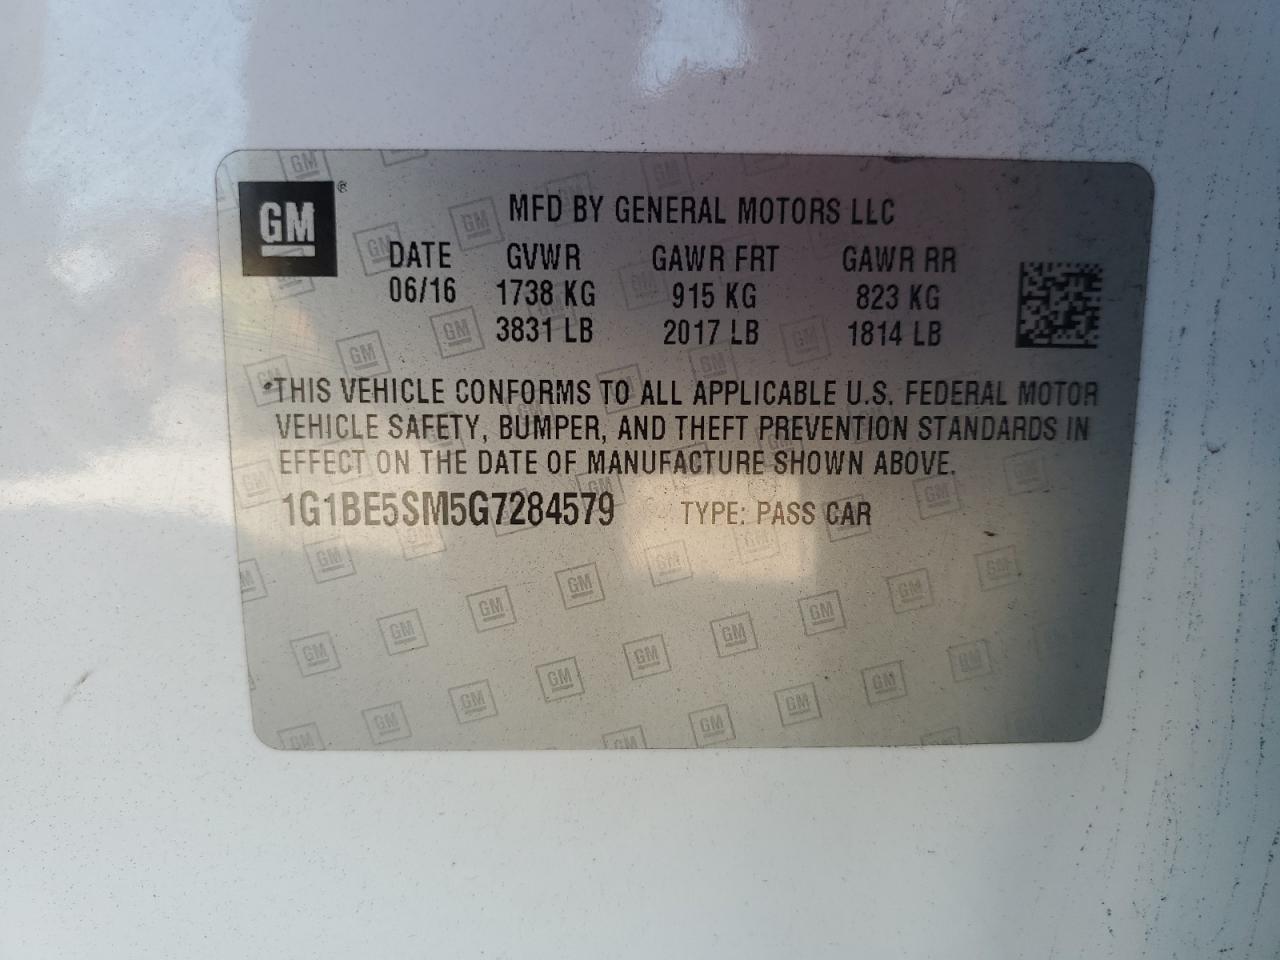 GM ®
MFD BY GENERAL MOTORS LLC
DATE GVWR GAWR FRT GAWR RR
06/16 1738 KG 915 KG 823 KG
3831 LB 2017 LB 1814 LB
*THIS VEHICLE CONFORMS TO ALL APPLICABLE U.S. FEDERAL MOTOR
VEHICLE SAFETY, BUMPER, AND THEFT PREVENTION STANDARDS IN
EFFECT ON THE DATE OF MANUFACTURE SHOWN ABOVE.
1G1BE5SM5G7284579 TYPE: PASS CAR